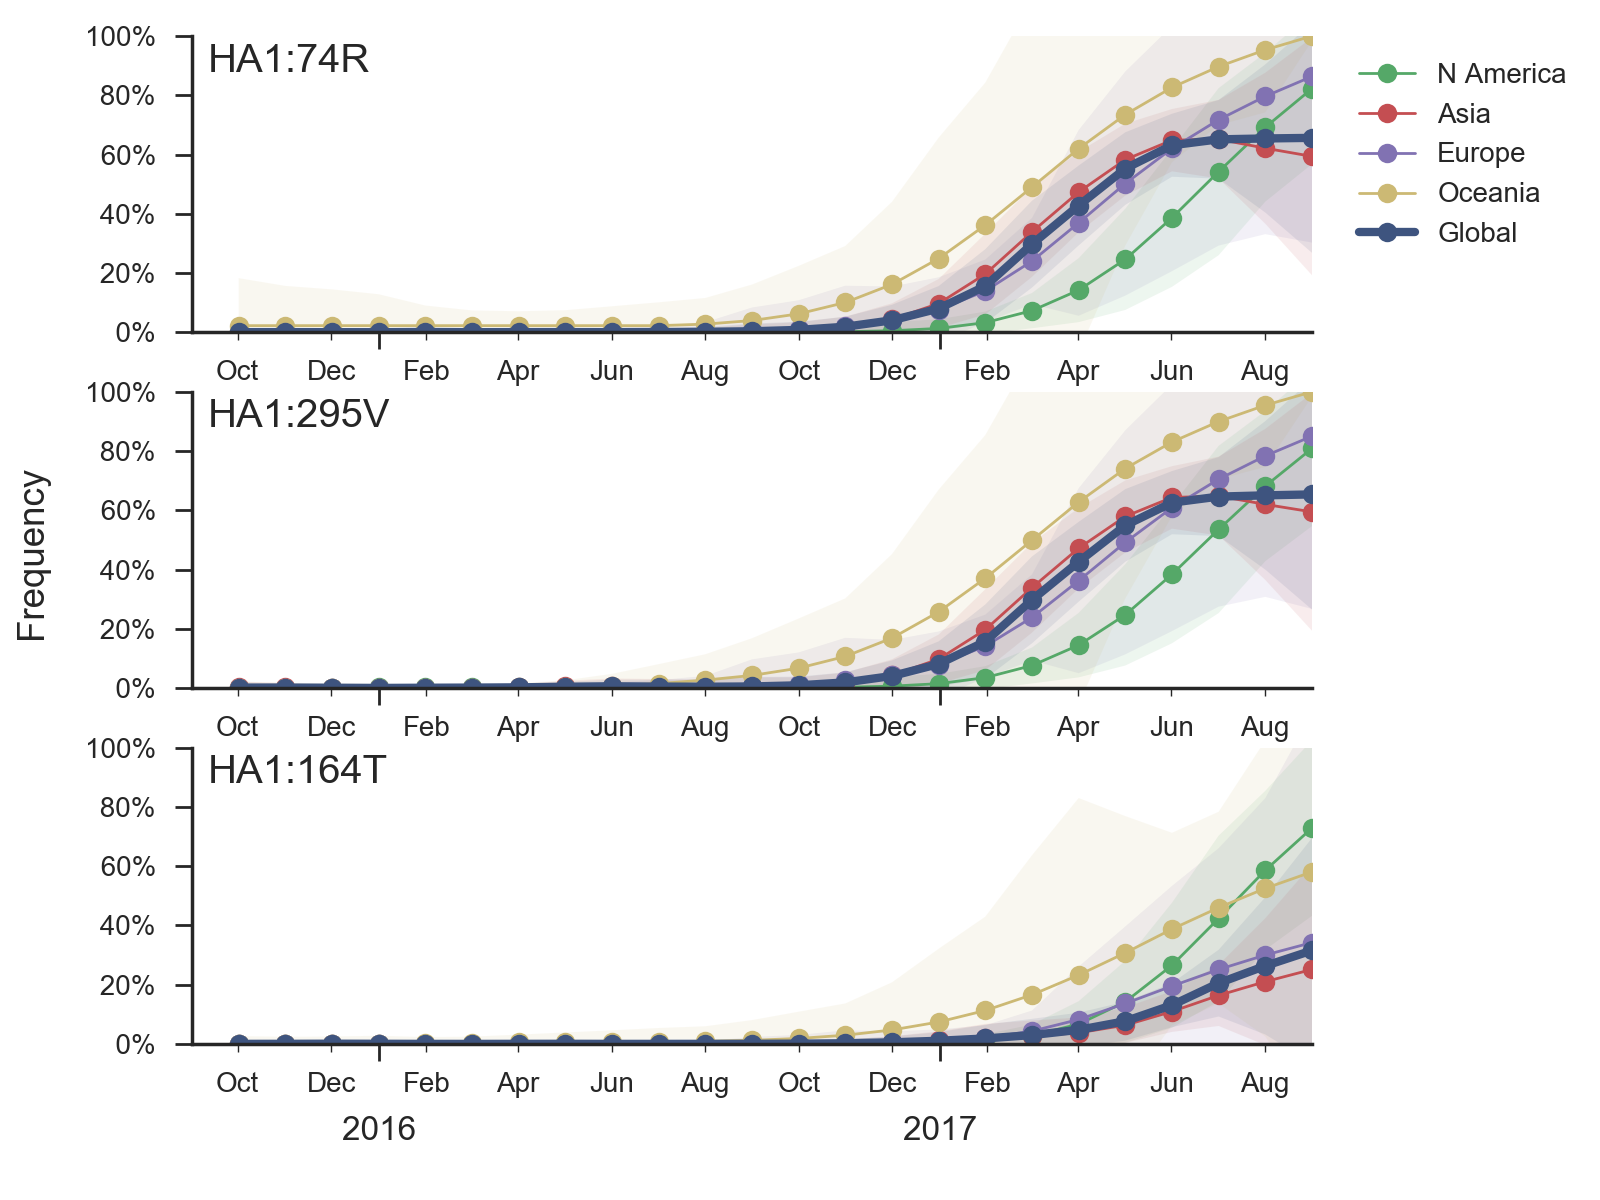 HA1:74R
100%
80%
60%
40%
20%
0%
Oct Dec Feb Apr Jun Aug Oct Dec Feb Apr Jun Aug
N America
Asia
Europe
Oceania
Global
Frequency
HA1:295V
100%
80%
60%
40%
20%
0%
Oct Dec Feb Apr Jun Aug Oct Dec Feb Apr Jun Aug
HA1:164T
100%
80%
60%
40%
20%
0%
Oct Dec Feb Apr Jun Aug Oct Dec Feb Apr Jun Aug
2016 2017